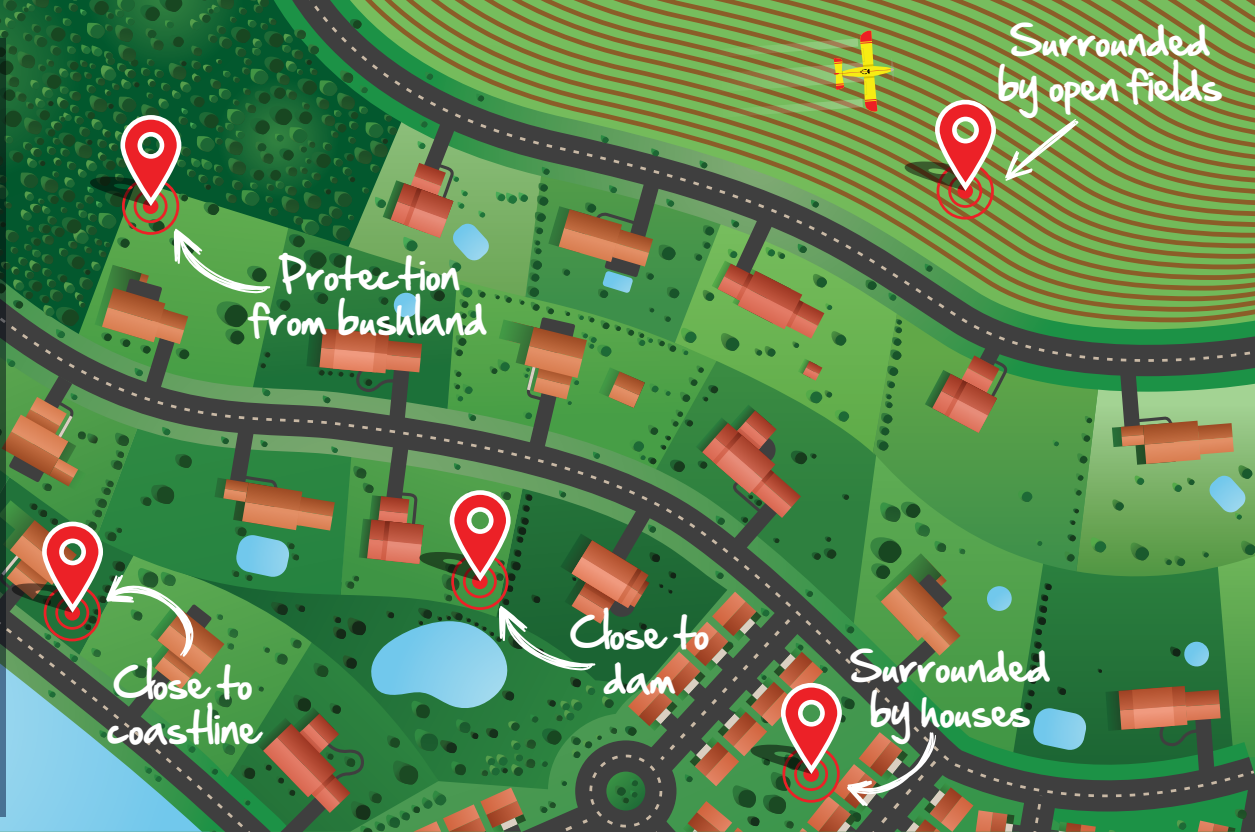 Surrounded
by open fields
Protection
from bushland
Close to
dam
Surrounded
by houses
Close to
coastline